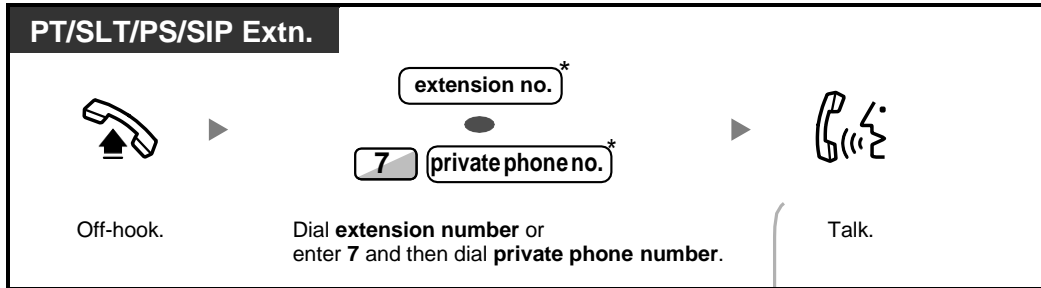 PT/SLT/PS/SIP Extn.
extension no.*
7 private phone no.*
Off-hook.
Dial extension number or
enter 7 and then dial private phone number.
Talk.